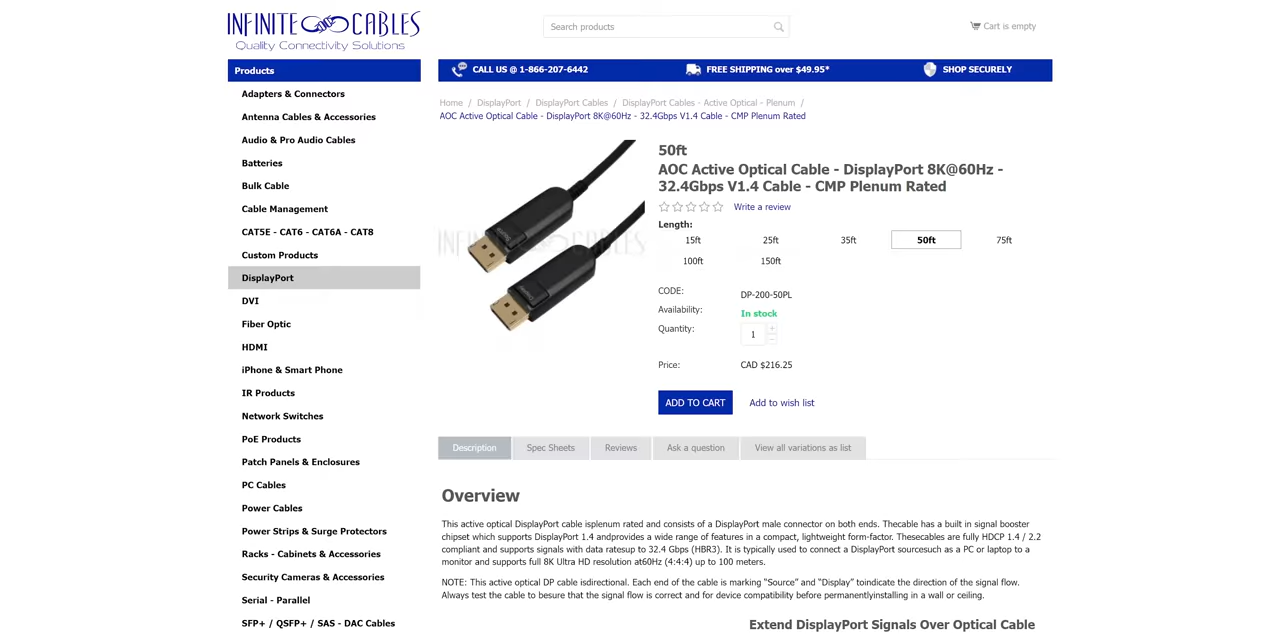 INFINITE CABLES
Quality Connectivity Solutions
Search products
Cart is empty
Products
CALL US @ 1-866-207-6442
FREE SHIPPING over $49.95*
SHOP SECURELY
Adapters & Connectors
Antenna Cables & Accessories
Audio & Pro Audio Cables
Batteries
Bulk Cable
Cable Management
CAT5E - CAT6 - CAT6A - CAT8
Custom Products
DisplayPort
DVI
Fiber Optic
HDMI
iPhone & Smart Phone
IR Products
Network Switches
PoE Products
Patch Panels & Enclosures
PC Cables
Power Cables
Power Strips & Surge Protectors
Racks - Cabinets & Accessories
Security Cameras & Accessories
Serial - Parallel
SFP+ / QSFP+ / SAS - DAC Cables
Home / DisplayPort / DisplayPort Cables / DisplayPort Cables - Active Optical - Plenum /
AOC Active Optical Cable - DisplayPort 8K@60Hz - 32.4Gbps V1.4 Cable - CMP Plenum Rated
INFINITE CABLES
50ft
AOC Active Optical Cable - DisplayPort 8K@60Hz -
32.4Gbps V1.4 Cable - CMP Plenum Rated
Write a review
Length:
15ft 25ft 35ft 50ft 75ft
100ft 150ft
CODE: DP-200-50PL
Availability: In stock
Quantity: 1 + −
Price: CAD $216.25
ADD TO CART Add to wish list
Description Spec Sheets Reviews Ask a question View all variations as list
Overview
This active optical DisplayPort cable isplenum rated and consists of a DisplayPort male connector on both ends. Thecable has a built in signal booster
chipset which supports DisplayPort 1.4 andprovides a wide range of features in a compact, lightweight form-factor. Thesecables are fully HDCP 1.4 / 2.2
compliant and supports signals with data ratesup to 32.4 Gbps (HBR3). It is typically used to connect a DisplayPort sourcesuch as a PC or laptop to a
monitor and supports full 8K Ultra HD resolution at60Hz (4:4:4) up to 100 meters.
NOTE: This active optical DP cable isdirectional. Each end of the cable is marking “Source” and “Display” toindicate the direction of the signal flow.
Always test the cable to besure that the signal flow is correct and for device compatibility before permanentlyinstalling in a wall or ceiling.
Extend DisplayPort Signals Over Optical Cable